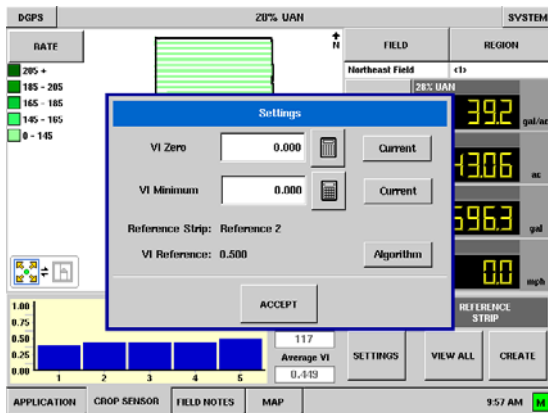 DGPS
20% UAN
SYSTEM
RATE
N
FIELD
REGION
205 +
185 - 205
165 - 185
145 - 165
0 - 145
Northeast Field
<1>
28% UAN
39.2 gal/ac
43.06 ac
596.3 gal
0.0 mph
Settings
VI Zero
0.000
Current
VI Minimum
0.000
Current
Reference Strip: Reference 2
VI Reference: 0.500
Algorithm
ACCEPT
1.00
0.75
0.50
0.25
0.00
1 2 3 4 5
117
Average VI
0.449
REFERENCE
STRIP
SETTINGS
VIEW ALL
CREATE
APPLICATION
CROP SENSOR
FIELD NOTES
MAP
9:57 AM
M